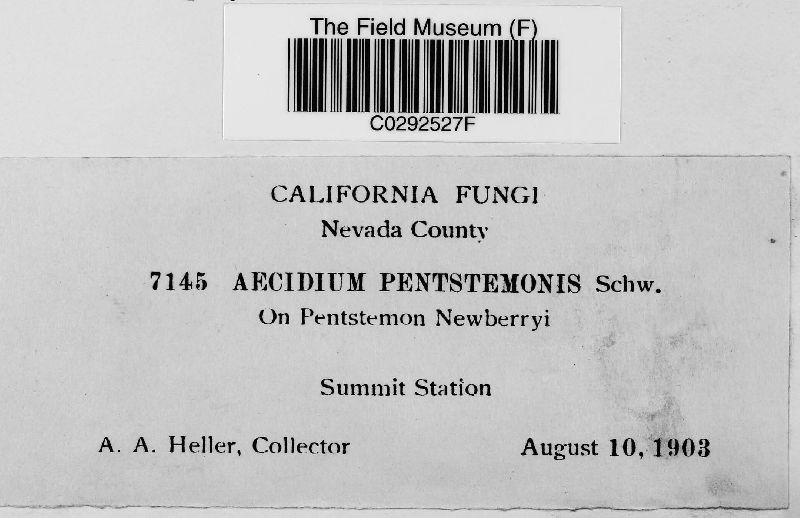 The Field Museum (F)
C0292527F
CALIFORNIA FUNGI
Nevada County
7145 AECIDIUM PENTSTEMONIS Schw.
On Pentstemon Newberryi
Summit Station
A. A. Heller, Collector August 10, 1903